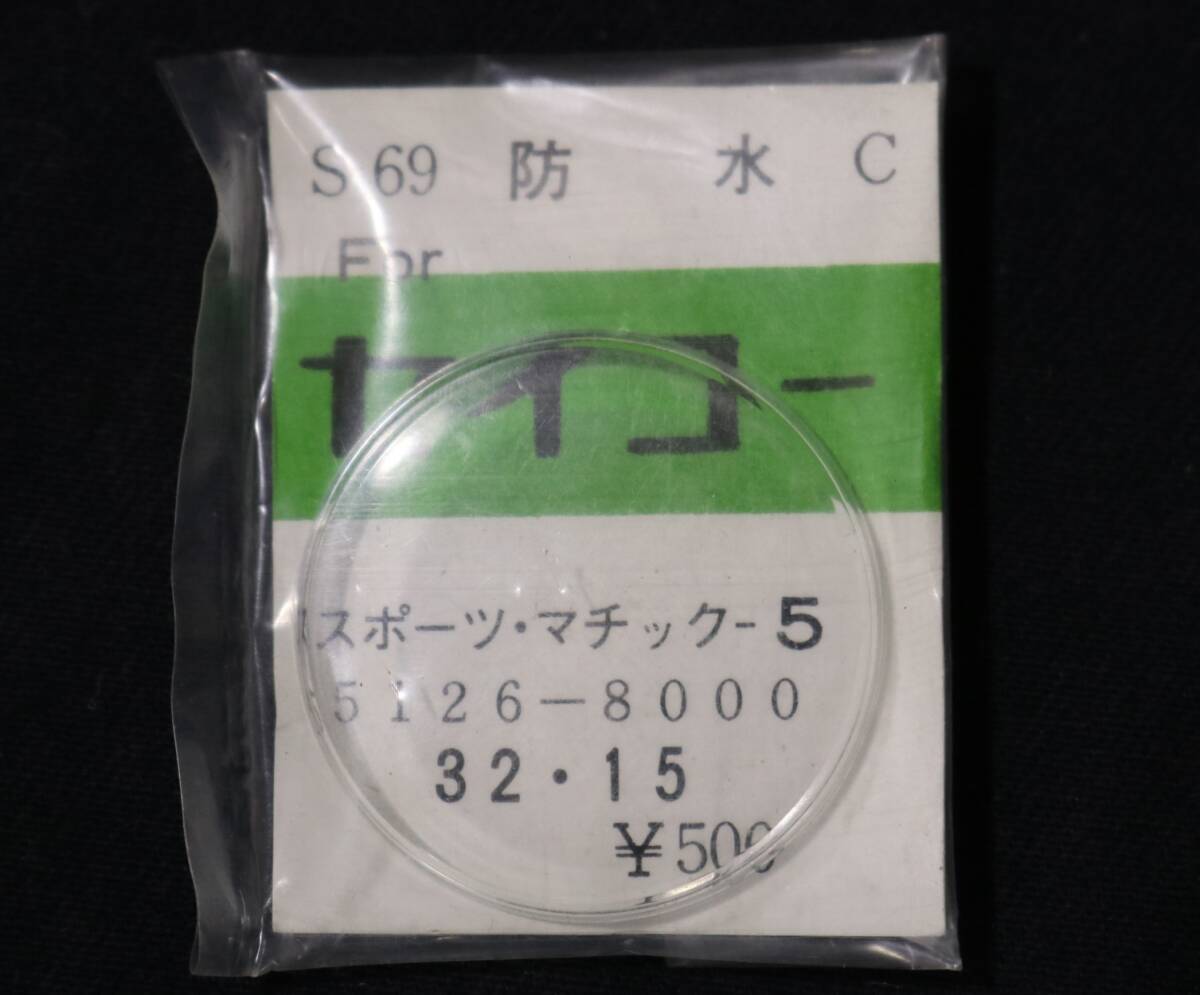 S 69 防 水 C
For
セイコー
スポーツ・マチック-5
5126-8000
32・15
¥500